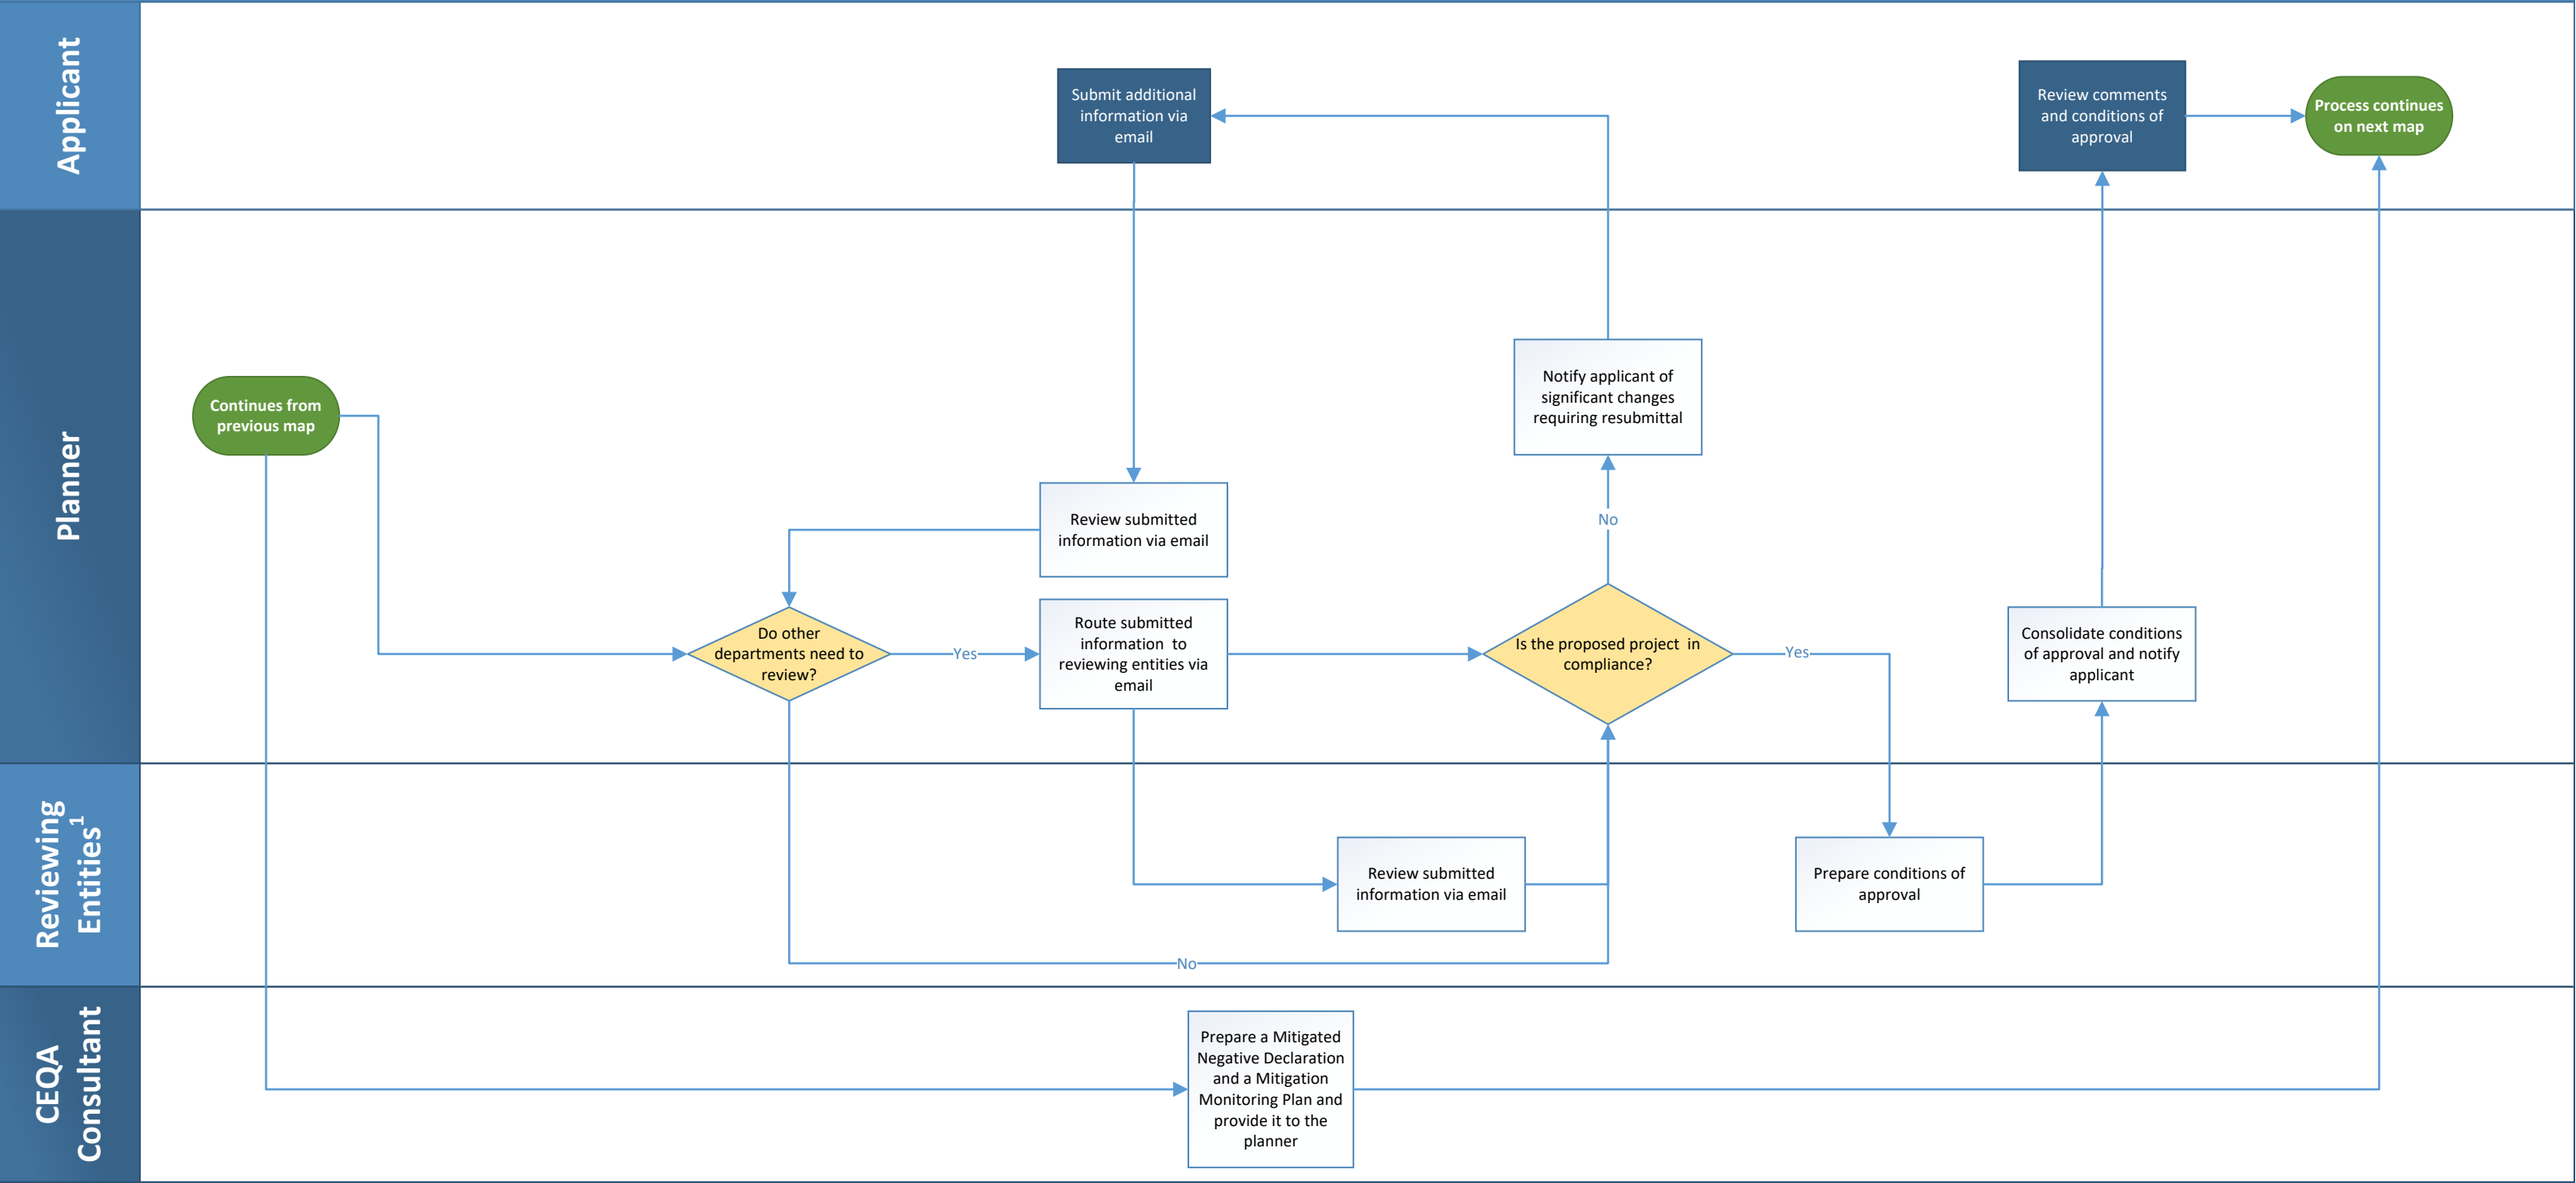 Applicant
Submit additional
information via
email
Review comments
and conditions of
approval
Process continues
on next map
Planner
Continues from
previous map
Notify applicant of
significant changes
requiring resubmittal
Review submitted
information via email
No
Do other
departments need to
review?
Yes
Route submitted
information to
reviewing entities via
email
Is the proposed project in
compliance?
Yes
Consolidate conditions
of approval and notify
applicant
Reviewing
Entities1
Review submitted
information via email
Prepare conditions of
approval
No
CEQA
Consultant
Prepare a Mitigated
Negative Declaration
and a Mitigation
Monitoring Plan and
provide it to the
planner